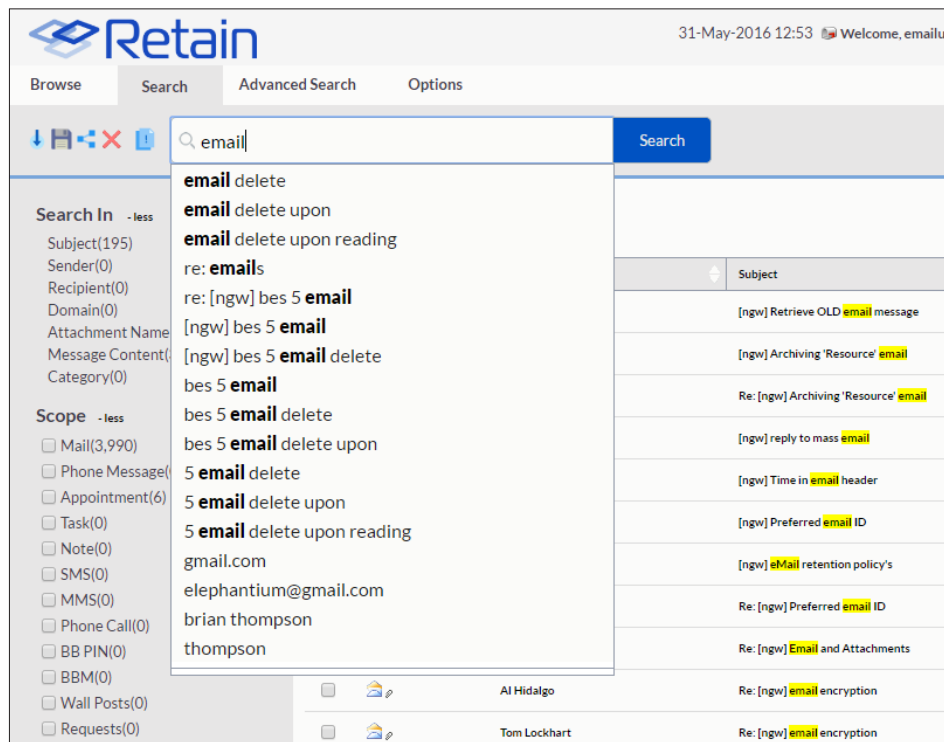 Retain
31-May-2016 12:53 Welcome, emailu
Browse Search Advanced Search Options
email Search
email delete
email delete upon
email delete upon reading
re: emails
re: [ngw] bes 5 email
[ngw] bes 5 email
[ngw] bes 5 email delete
bes 5 email
bes 5 email delete
bes 5 email delete upon
5 email delete
5 email delete upon
5 email delete upon reading
gmail.com
elephantium@gmail.com
brian thompson
thompson
Search In - less
Subject(195)
Sender(0)
Recipient(0)
Domain(0)
Attachment Name
Message Content(
Category(0)
Scope - less
Mail(3,990)
Phone Message(
Appointment(6)
Task(0)
Note(0)
SMS(0)
MMS(0)
Phone Call(0)
BB PIN(0)
BBM(0)
Wall Posts(0)
Requests(0)
Subject
[ngw] Retrieve OLD email message
[ngw] Archiving 'Resource' email
Re: [ngw] Archiving 'Resource' email
[ngw] reply to mass email
[ngw] Time in email header
[ngw] Preferred email ID
[ngw] eMail retention policy's
Re: [ngw] Preferred email ID
Re: [ngw] Email and Attachments
Al Hidalgo Re: [ngw] email encryption
Tom Lockhart Re: [ngw] email encryption